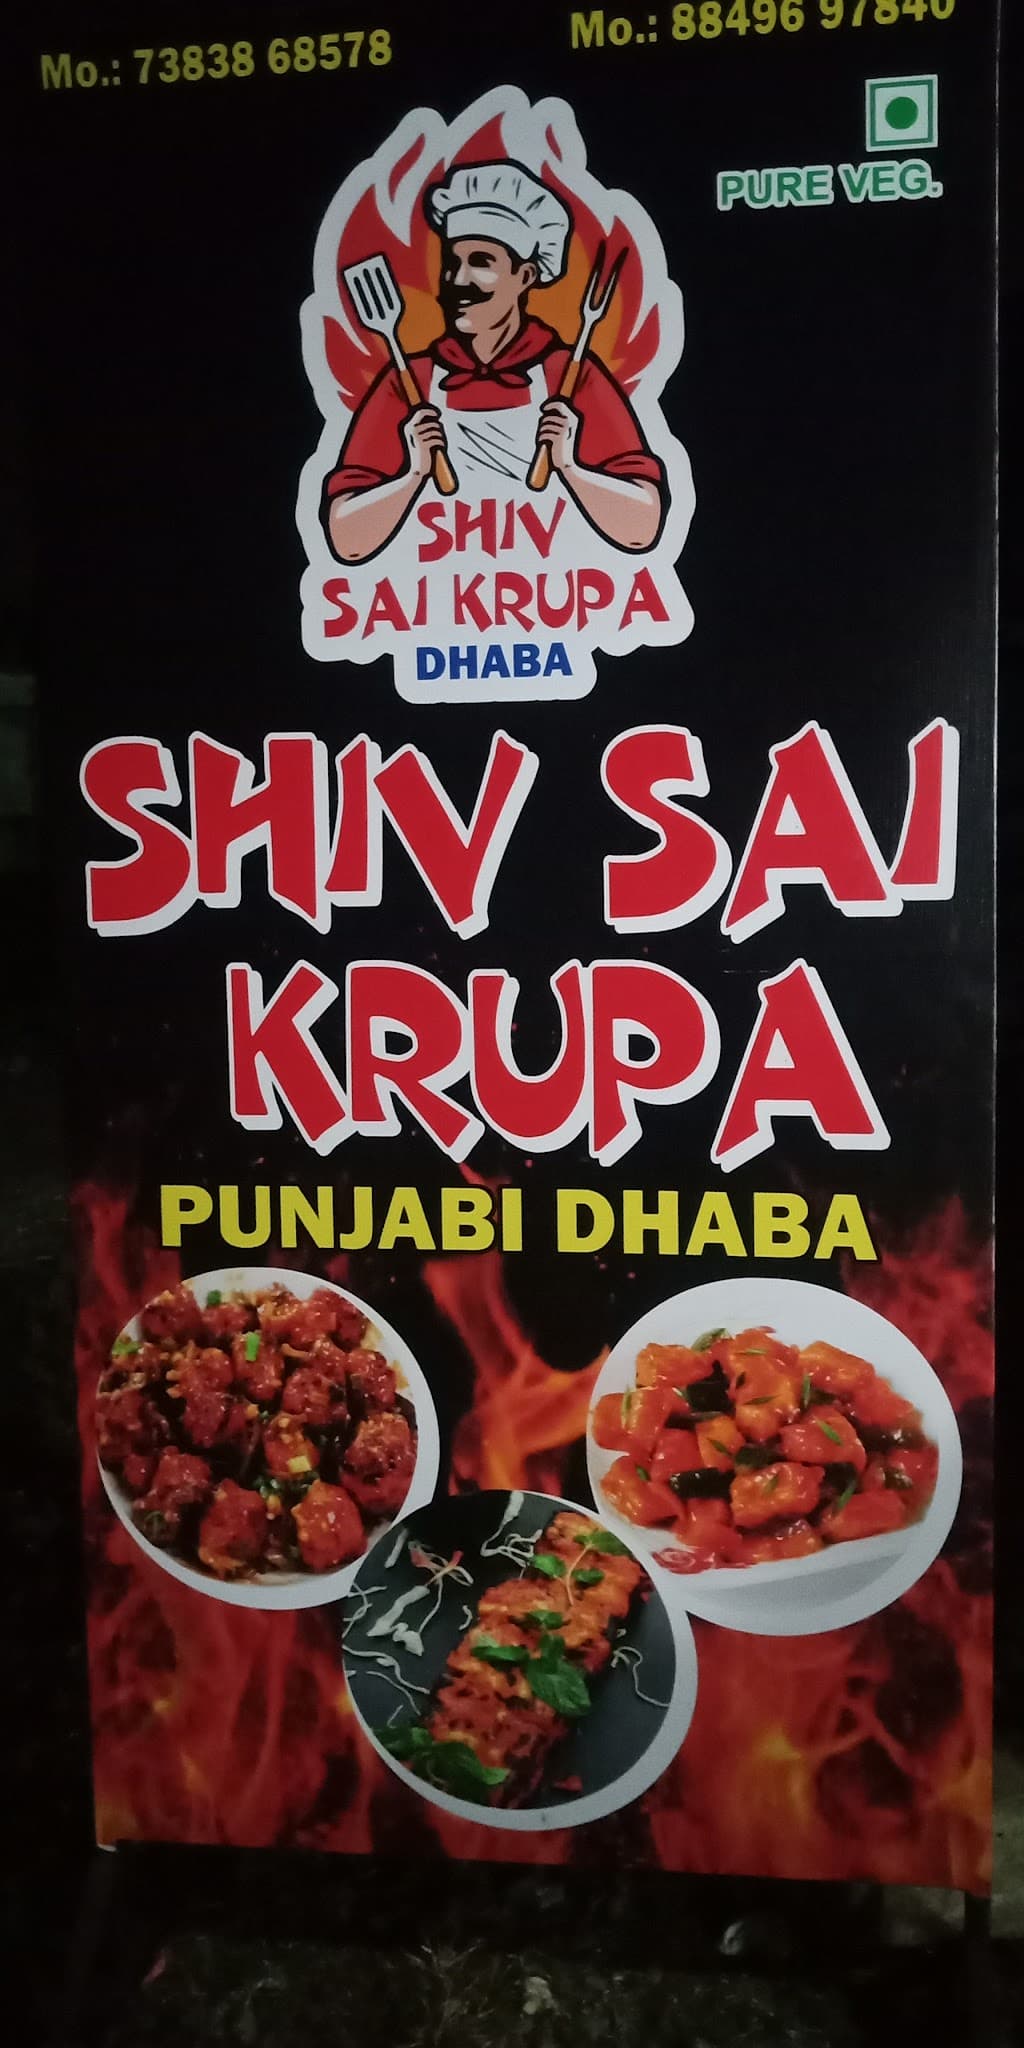 Mo.: 73838 68578
Mo.: 88496 97840
PURE VEG.
SHIV
SAI KRUPA
DHABA
SHIV SAI
KRUPA
PUNJABI DHABA